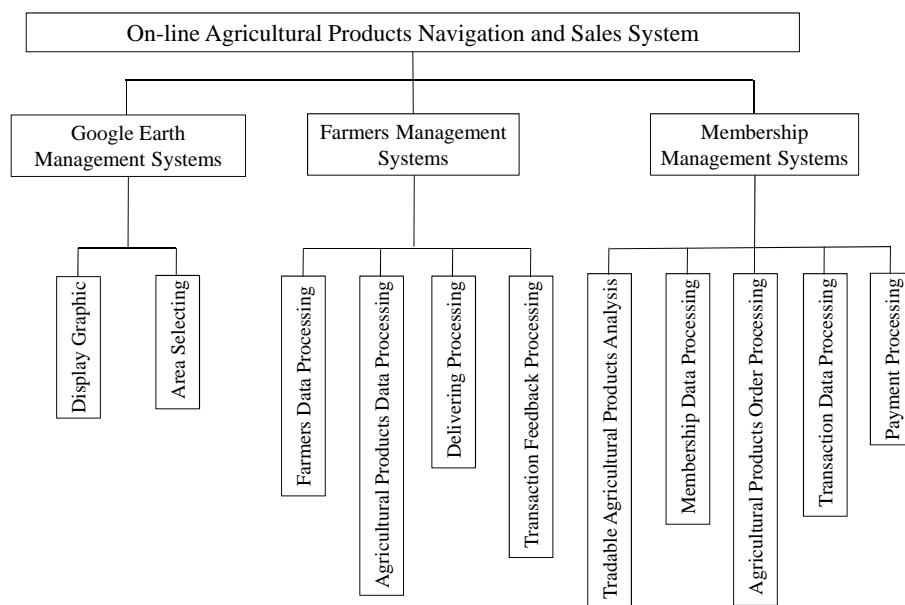 On-line Agricultural Products Navigation and Sales System
Google Earth
Management Systems
Farmers Management
Systems
Membership
Management Systems
Display Graphic
Area Selecting
Farmers Data Processing
Agricultural Products Data Processing
Delivering Processing
Transaction Feedback Processing
Tradable Agricultural Products Analysis
Membership Data Processing
Agricultural Products Order Processing
Transaction Data Processing
Payment Processing